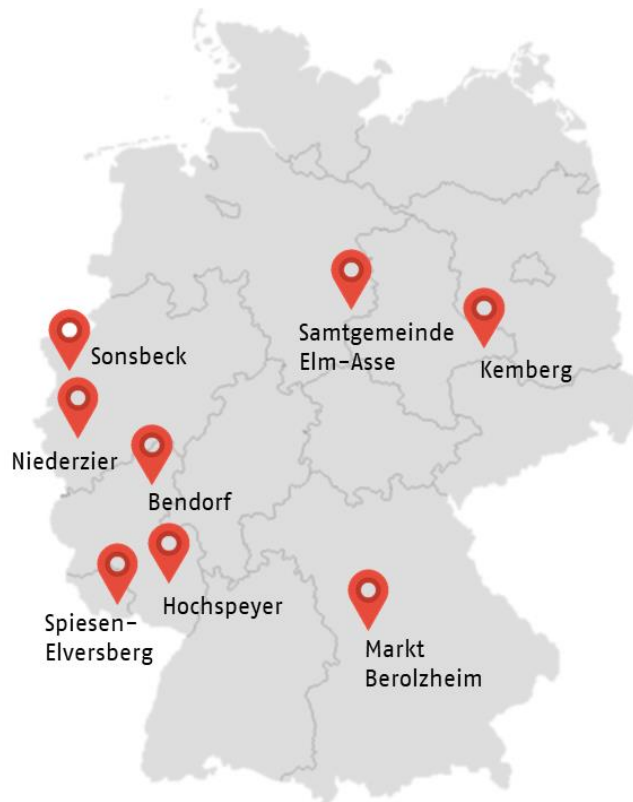 Samtgemeinde
Elm-Asse
Sonsbeck
Kemberg
Niederzier
Bendorf
Hochspeyer
Spiesen-
Elversberg
Markt
Berolzheim